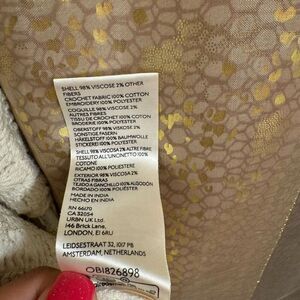 SHELL 98% VISCOSE 2% OTHER
FIBERS
CROCHET FABRIC 100% COTTON
EMBROIDERY 100% POLYESTER
COQUILLE 98% VISCOSE 2%
AUTRES FIBRES
TISSU DE CROCHET 100% COTON
BRODERIE 100% POLYESTER
OBERSTOFF 98% VISKOSE 2%
SONSTIGE FASERN
HÄKELSTOFF 100% BAUMWOLLE
STICKEREI 100% POLYESTER
SHELL 98% VISCOSA 2% ALTRE FIBRE
TESSUTO ALL'UNCINETTO 100%
COTONE
RICAMO 100% POLIESTERE
EXTERIOR 98% VISCOSA 2%
OTRAS FIBRAS
TEJIDO A GANCHILLO 100% ALGODÓN
BORDADO 100% POLIÉSTER
MADE IN INDIA
HECHO EN INDIA
RN 66170
CA 32054
URBN UK Ltd.
146 Brick Lane,
LONDON, E1 6RU
LEIDSESTRAAT 32, 1017 PB
AMSTERDAM, NETHERLANDS
OB1826898